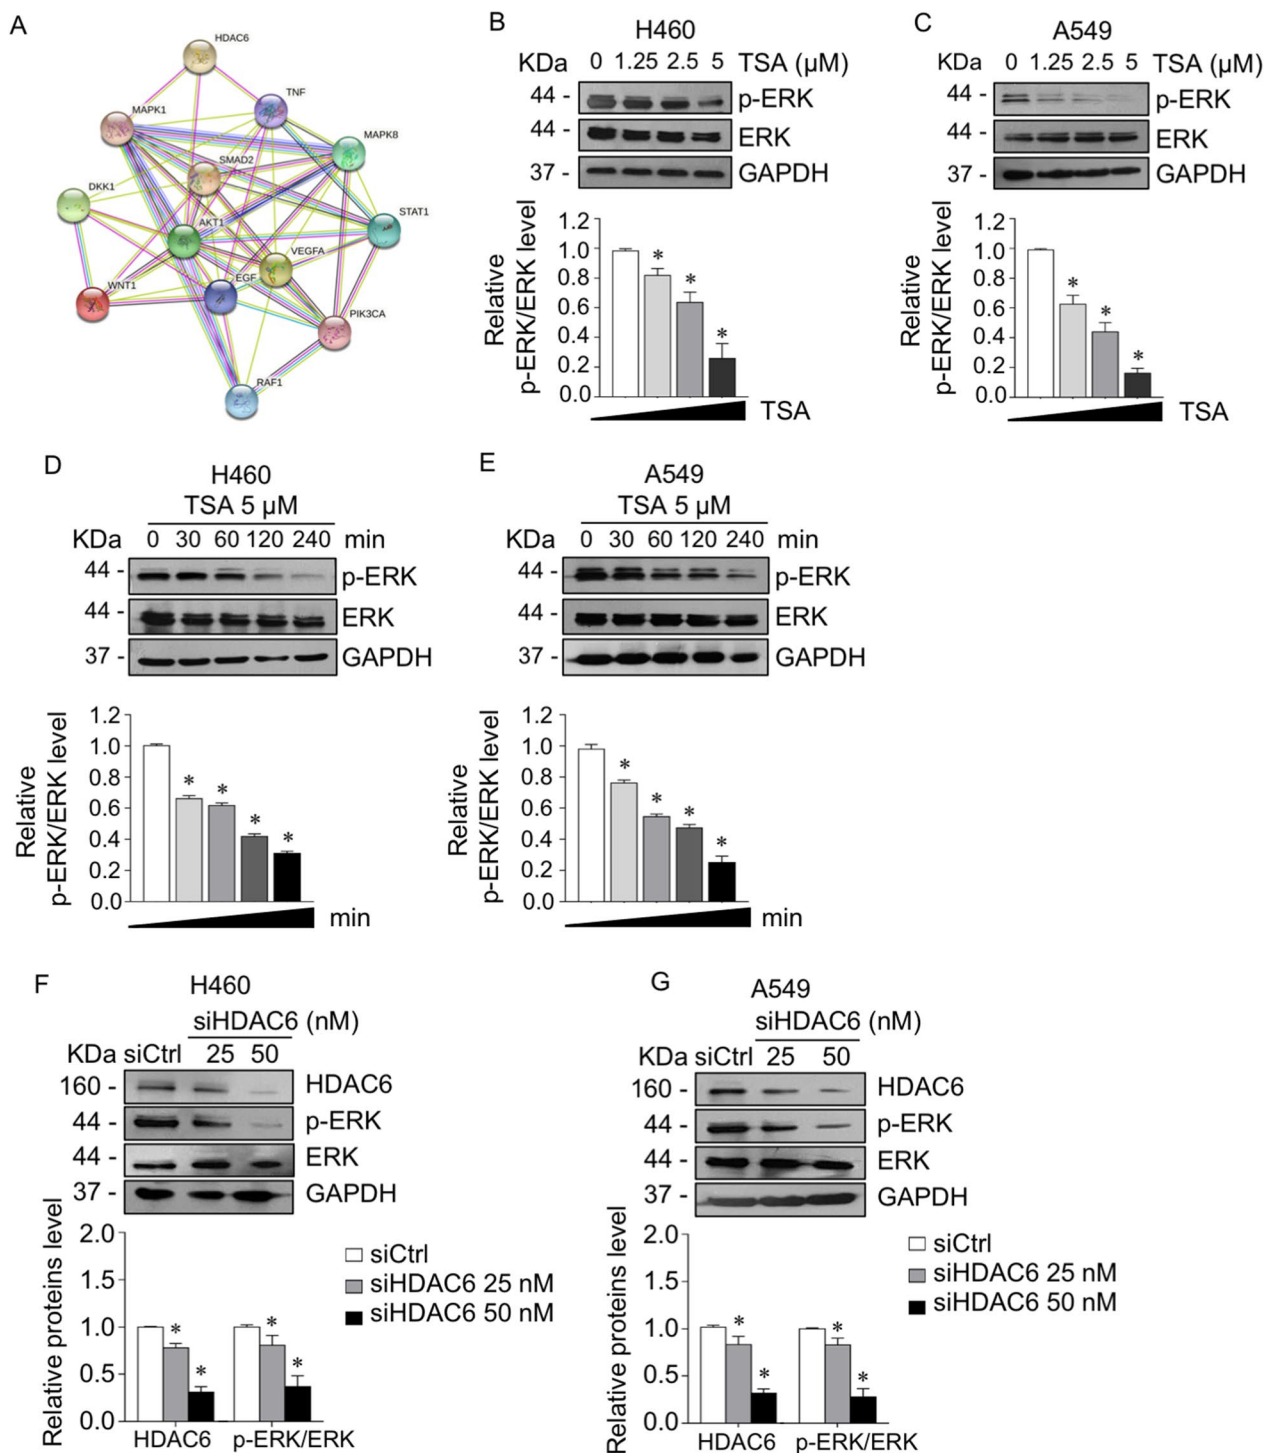 A
HDAC6
TNF
MAPK1
MAPK8
SMAD2
DKK1
STAT1
AKT1
VEGFA
EGF
WNT1
PIK3CA
RAF1
B
H460
KDa 0 1.25 2.5 5 TSA (µM)
44 - p-ERK
44 - ERK
37 - GAPDH
Relative
p-ERK/ERK level
1.2
1.0
0.8
0.6
0.4
0.2
0.0
* * *
TSA
C
A549
KDa 0 1.25 2.5 5 TSA (µM)
44 - p-ERK
44 - ERK
37 - GAPDH
Relative
p-ERK/ERK level
1.2
1.0
0.8
0.6
0.4
0.2
0.0
* * *
TSA
D
H460
TSA 5 µM
KDa 0 30 60 120 240 min
44 - p-ERK
44 - ERK
37 - GAPDH
Relative
p-ERK/ERK level
1.2
1.0
0.8
0.6
0.4
0.2
0.0
* * * *
min
E
A549
TSA 5 µM
KDa 0 30 60 120 240 min
44 - p-ERK
44 - ERK
37 - GAPDH
Relative
p-ERK/ERK level
1.2
1.0
0.8
0.6
0.4
0.2
0.0
* * * *
min
F
H460
siHDAC6 (nM)
KDa siCtrl 25 50
160 - HDAC6
44 - p-ERK
44 - ERK
37 - GAPDH
Relative proteins level
2.0
1.5
1.0
0.5
0.0
* * * *
HDAC6 p-ERK/ERK
siCtrl
siHDAC6 25 nM
siHDAC6 50 nM
G
A549
siHDAC6 (nM)
KDa siCtrl 25 50
160 - HDAC6
44 - p-ERK
44 - ERK
37 - GAPDH
Relative proteins level
2.0
1.5
1.0
0.5
0.0
* * * *
HDAC6 p-ERK/ERK
siCtrl
siHDAC6 25 nM
siHDAC6 50 nM